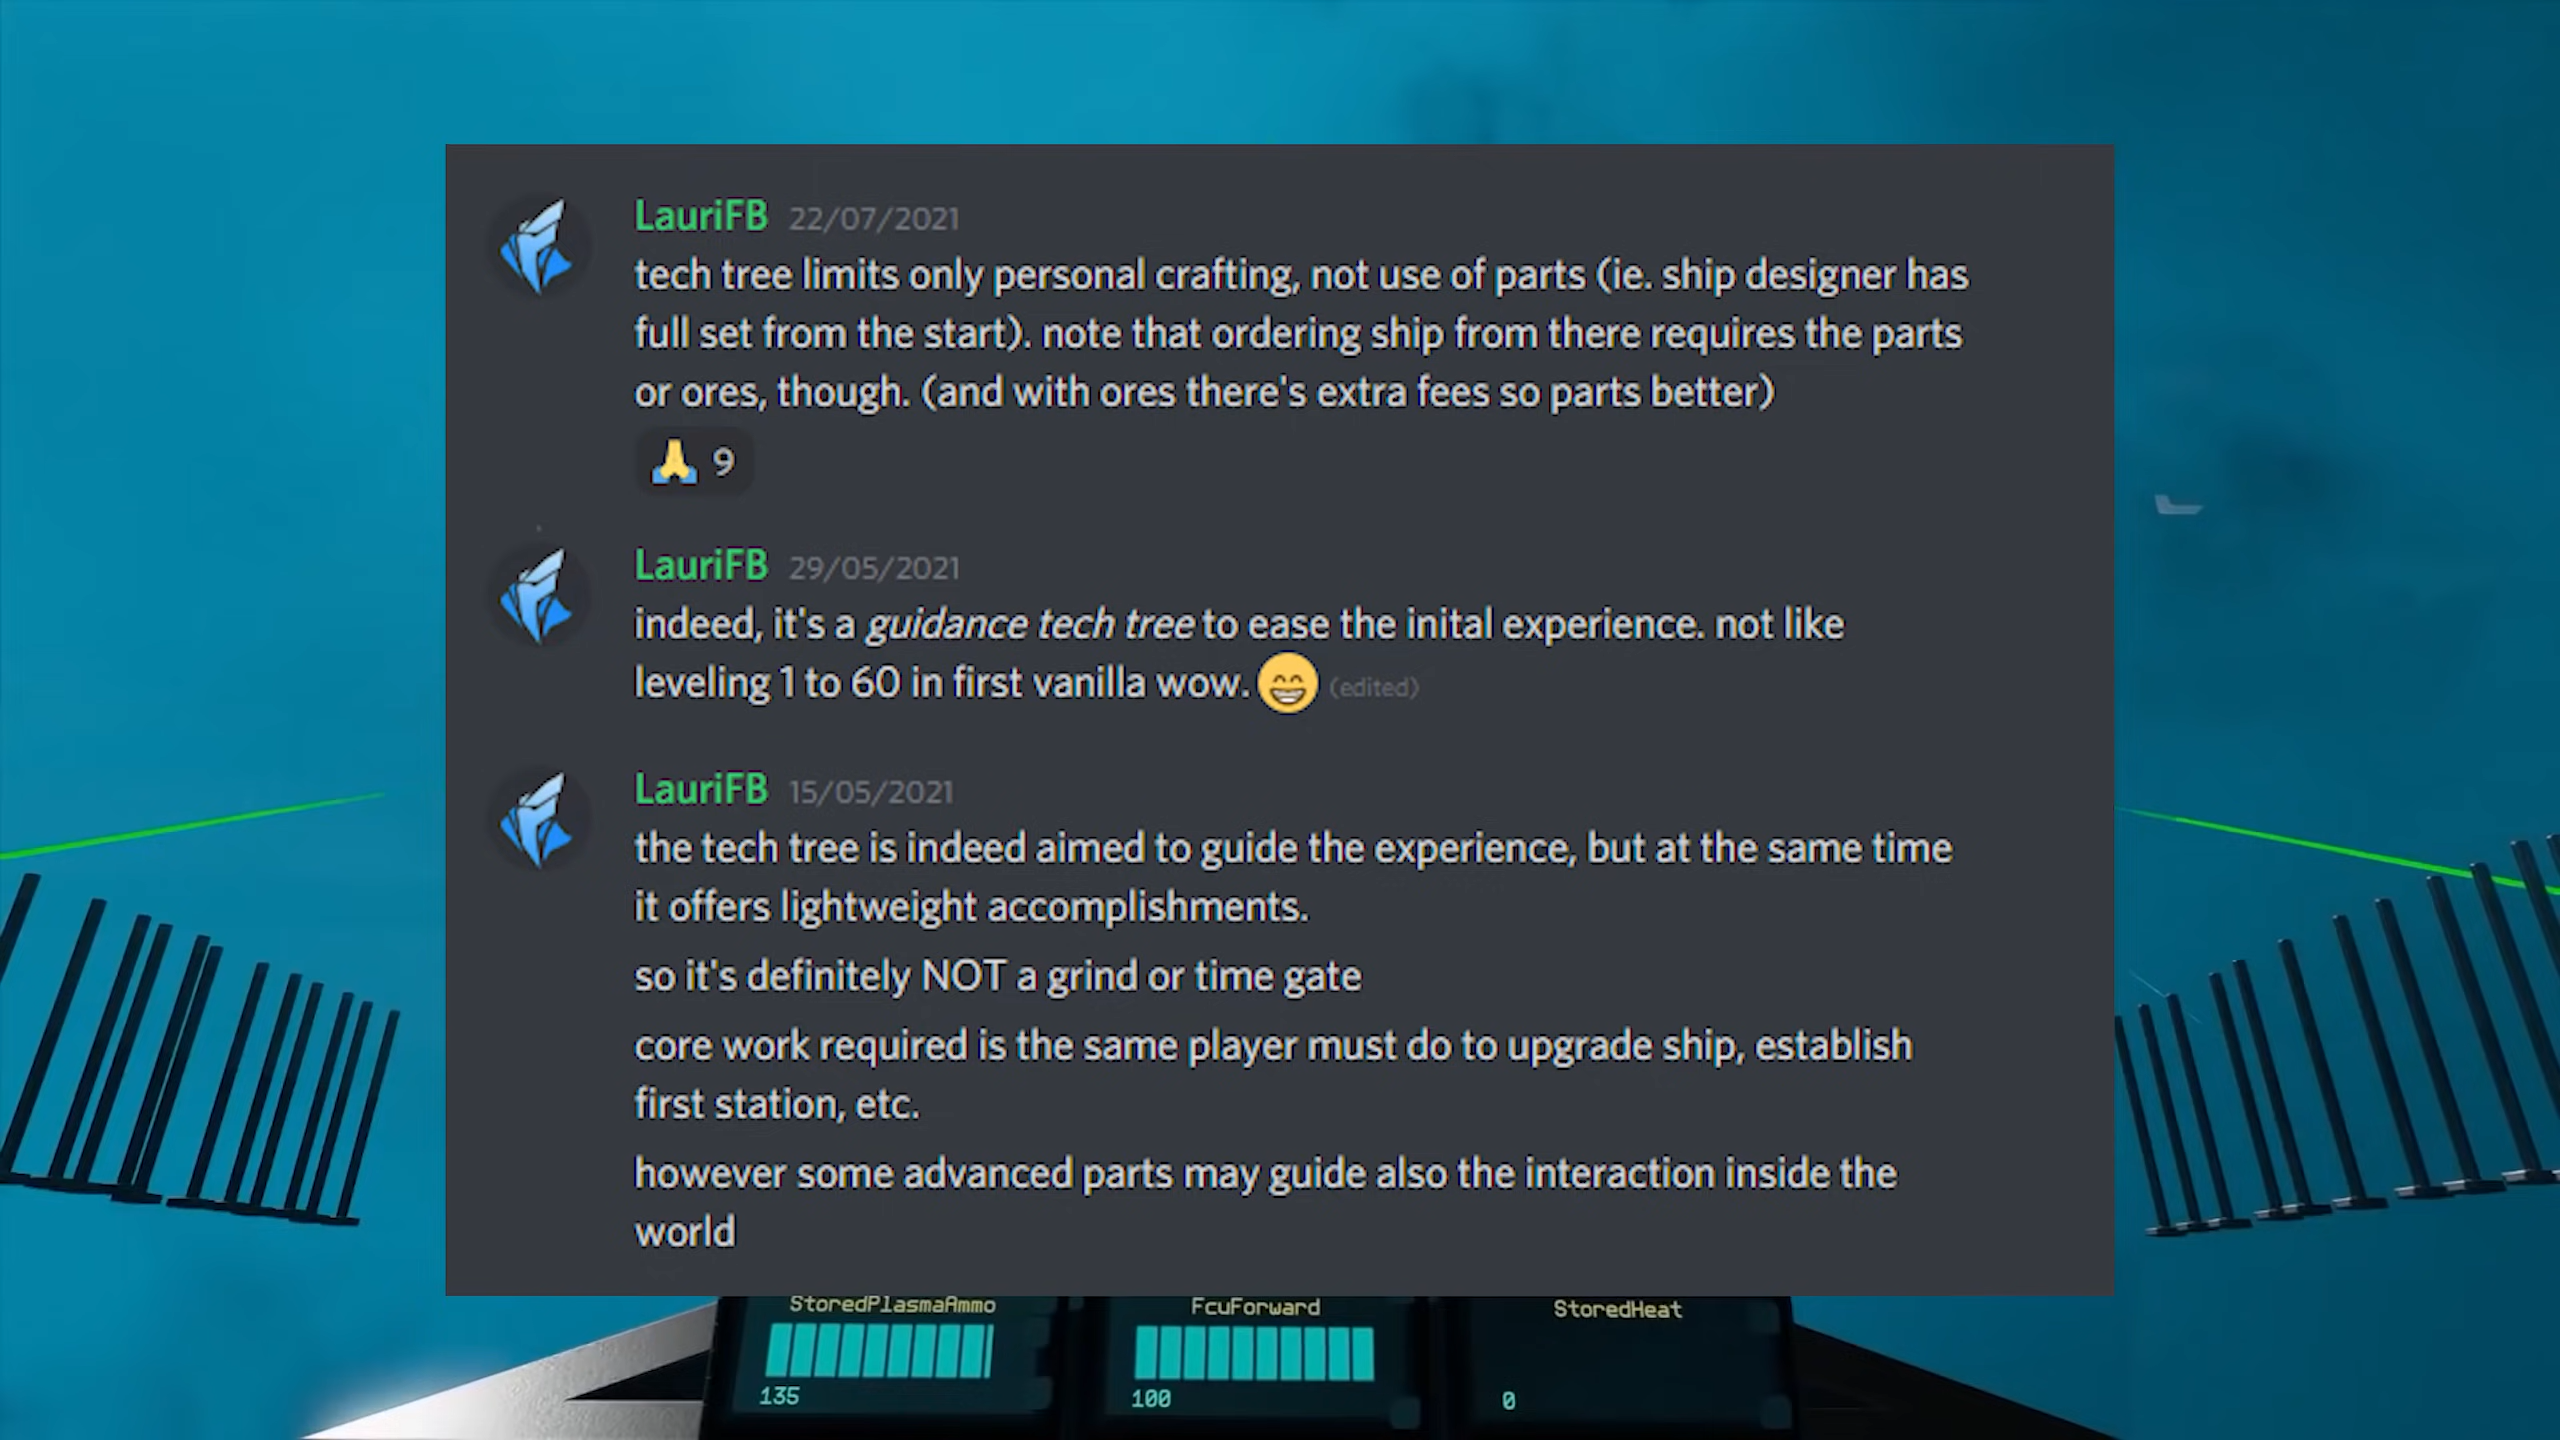 LauriFB 22/07/2021
tech tree limits only personal crafting, not use of parts (ie. ship designer has
full set from the start). note that ordering ship from there requires the parts
or ores, though. (and with ores there's extra fees so parts better)
🙏 9
LauriFB 29/05/2021
indeed, it's a guidance tech tree to ease the inital experience. not like
leveling 1 to 60 in first vanilla wow. 😁 (edited)
LauriFB 15/05/2021
the tech tree is indeed aimed to guide the experience, but at the same time
it offers lightweight accomplishments.
so it's definitely NOT a grind or time gate
core work required is the same player must do to upgrade ship, establish
first station, etc.
however some advanced parts may guide also the interaction inside the
world
StoredPlasmaAmmo
135
FcuForward
100
StoredHeat
0